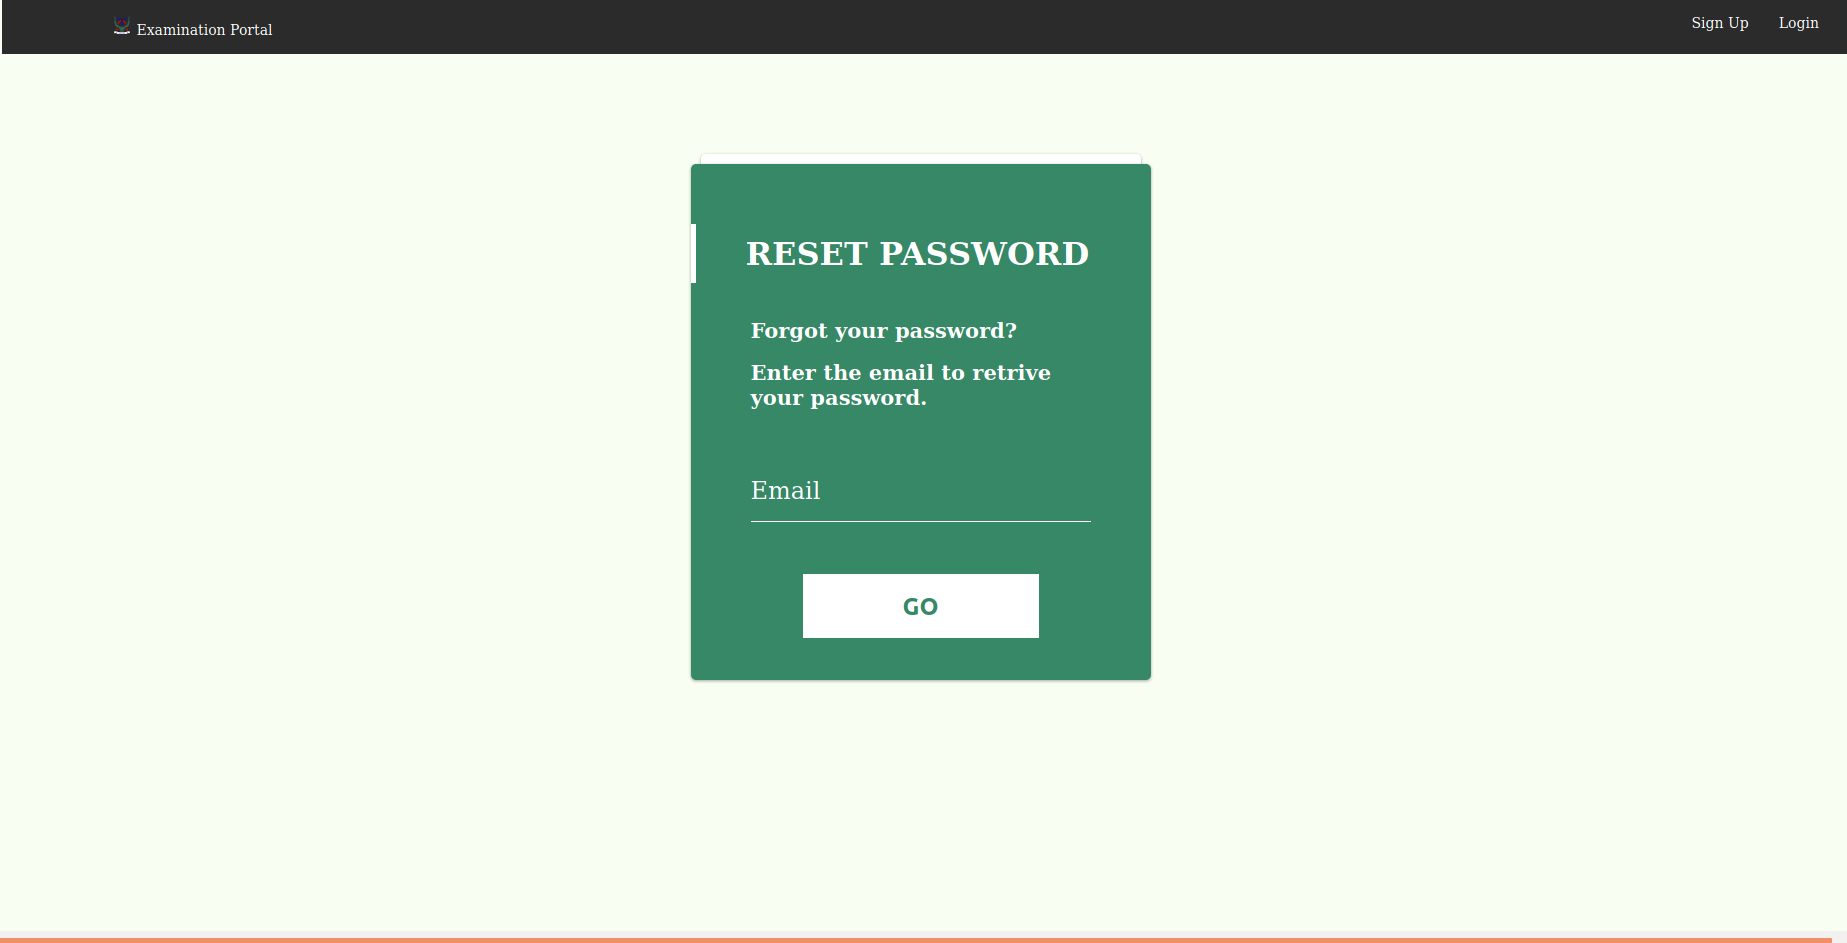 Examination Portal
Sign Up
Login
RESET PASSWORD
Forgot your password?
Enter the email to retrive
your password.
Email
GO